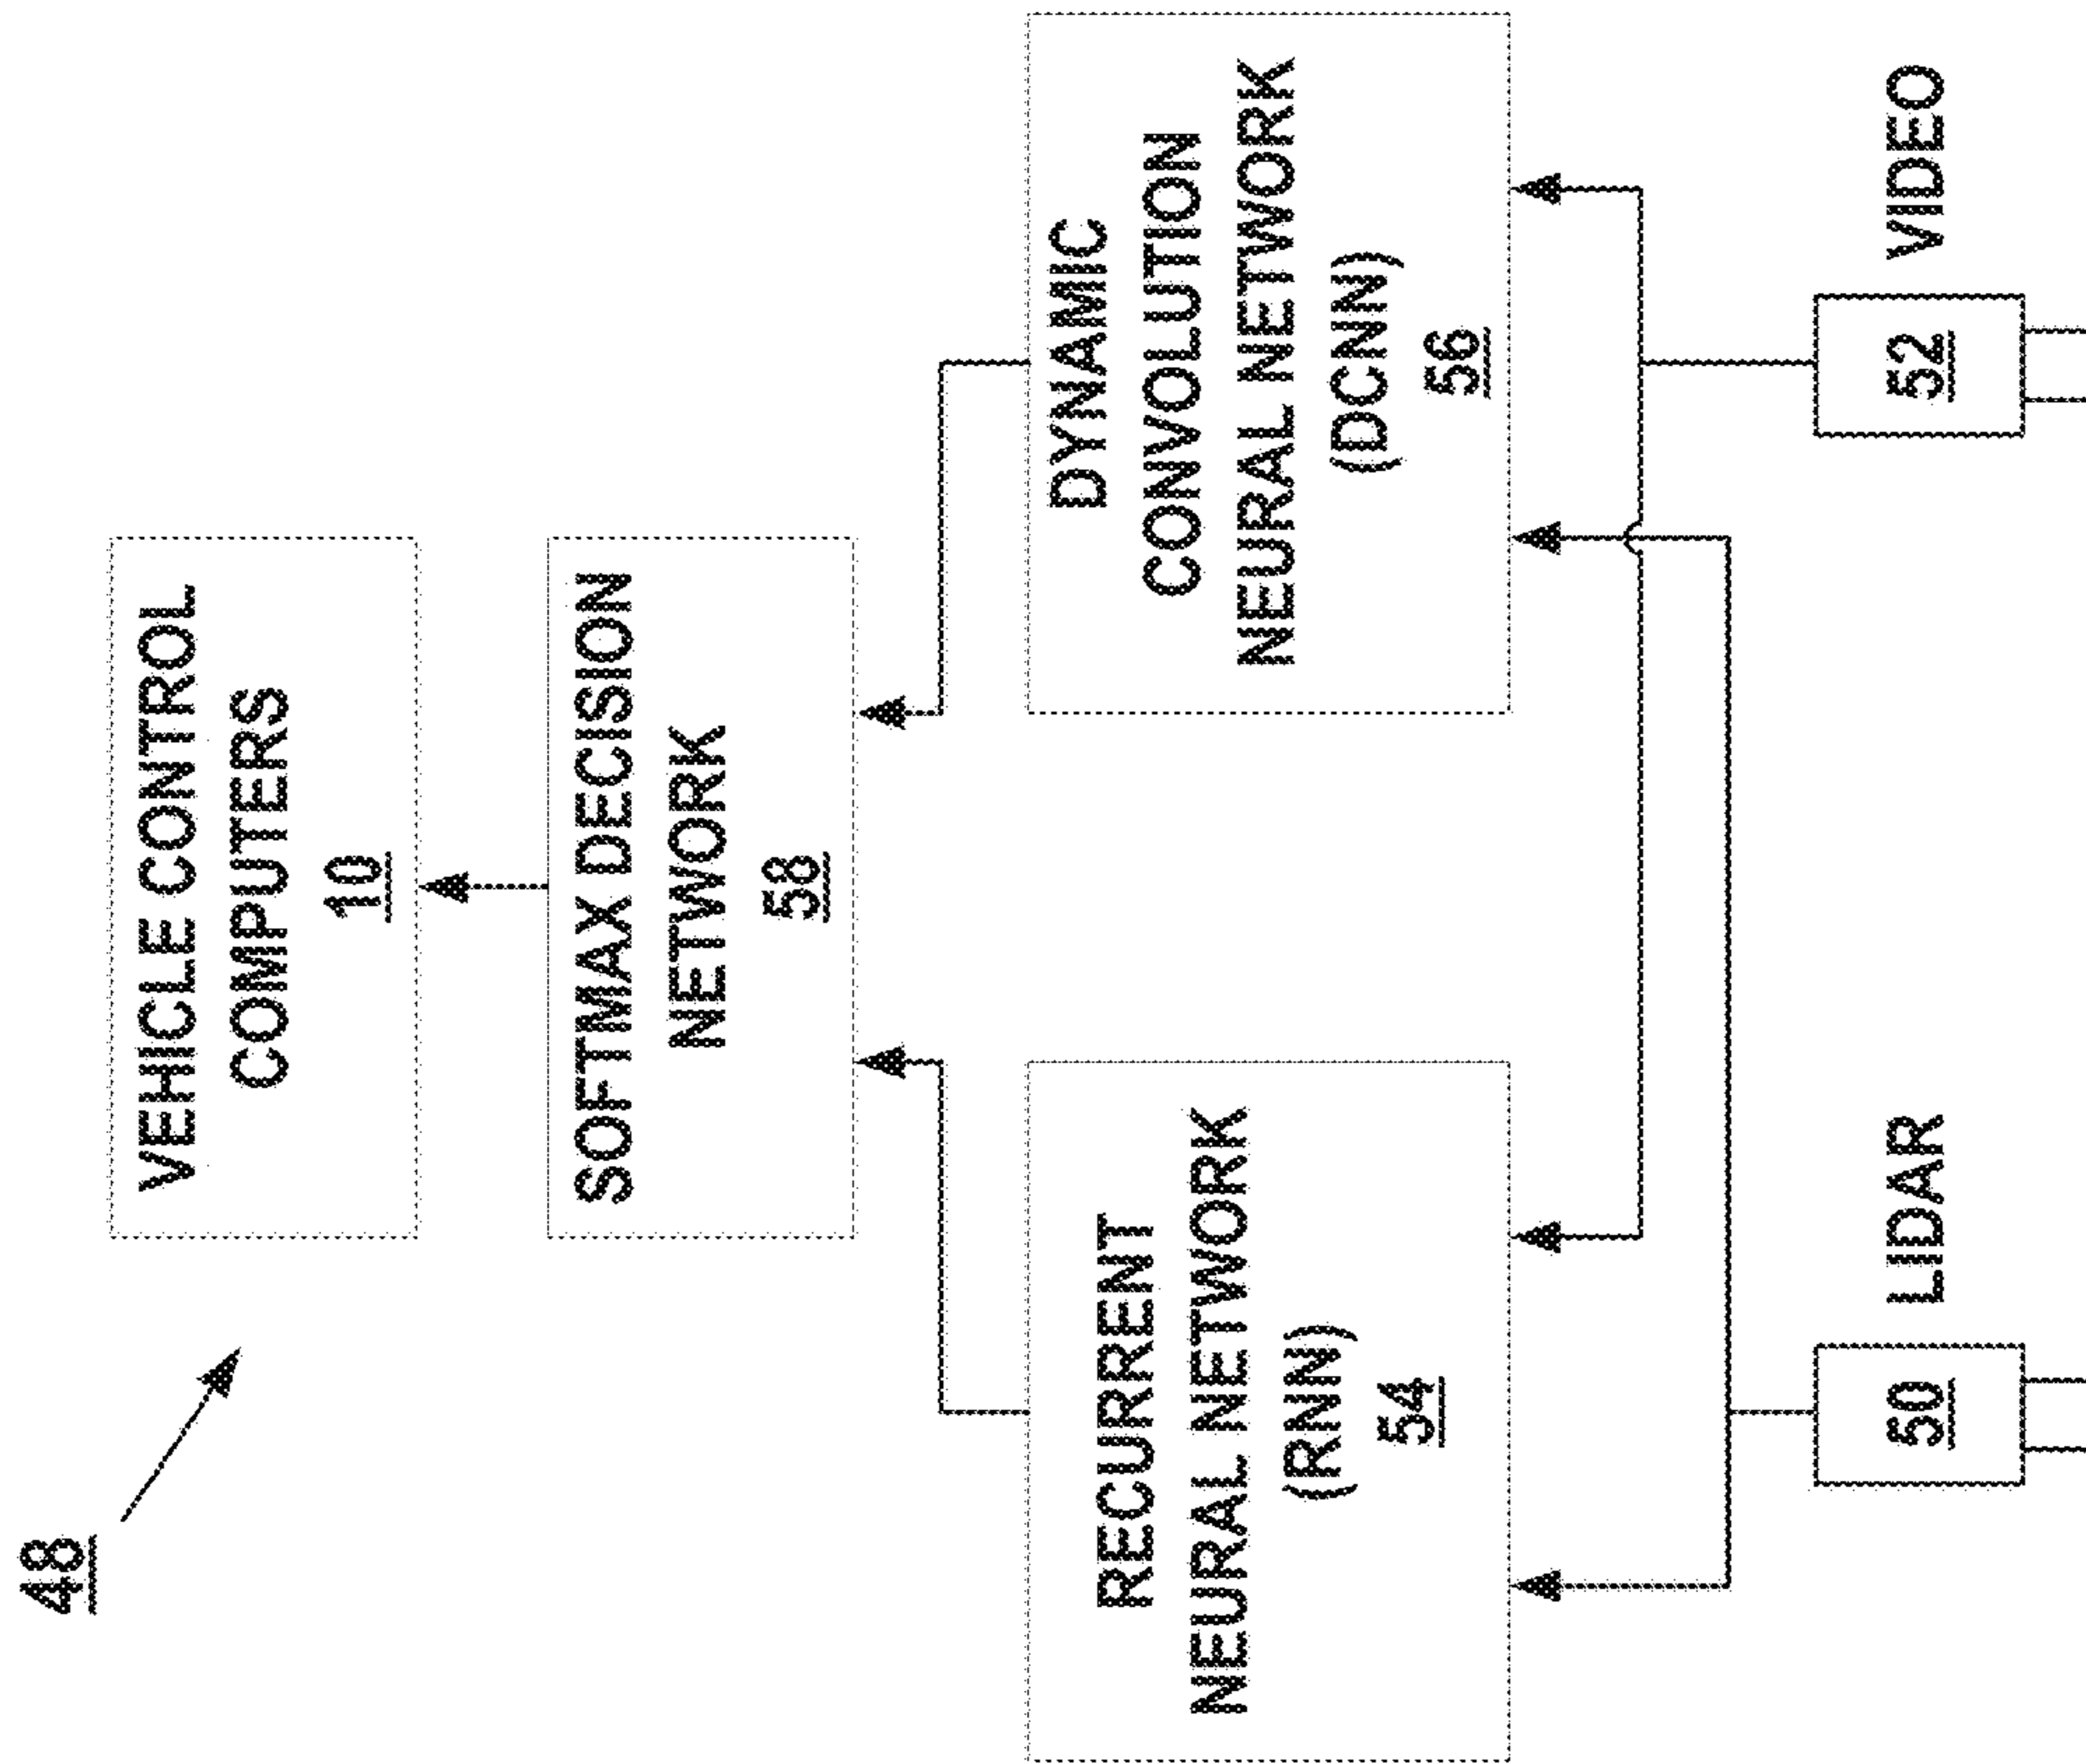 48
VEHICLE CONTROL
COMPUTERS
10
SOFTMAX DECISION
NETWORK
58
RECURRENT
NEURAL NETWORK
(RNN)
54
DYNAMIC
CONVOLUTION
NEURAL NETWORK
(DCNN)
56
50
LIDAR
52
VIDEO